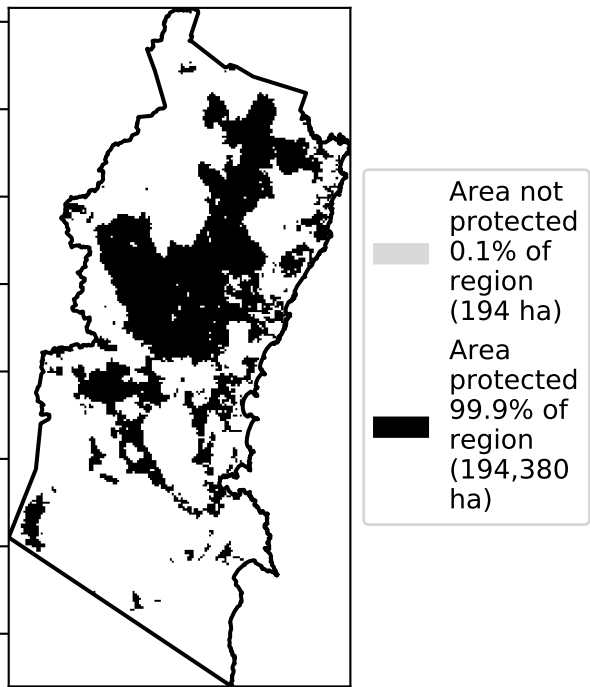 Area not
protected
0.1% of
region
(194 ha)
Area
protected
99.9% of
region
(194,380
ha)